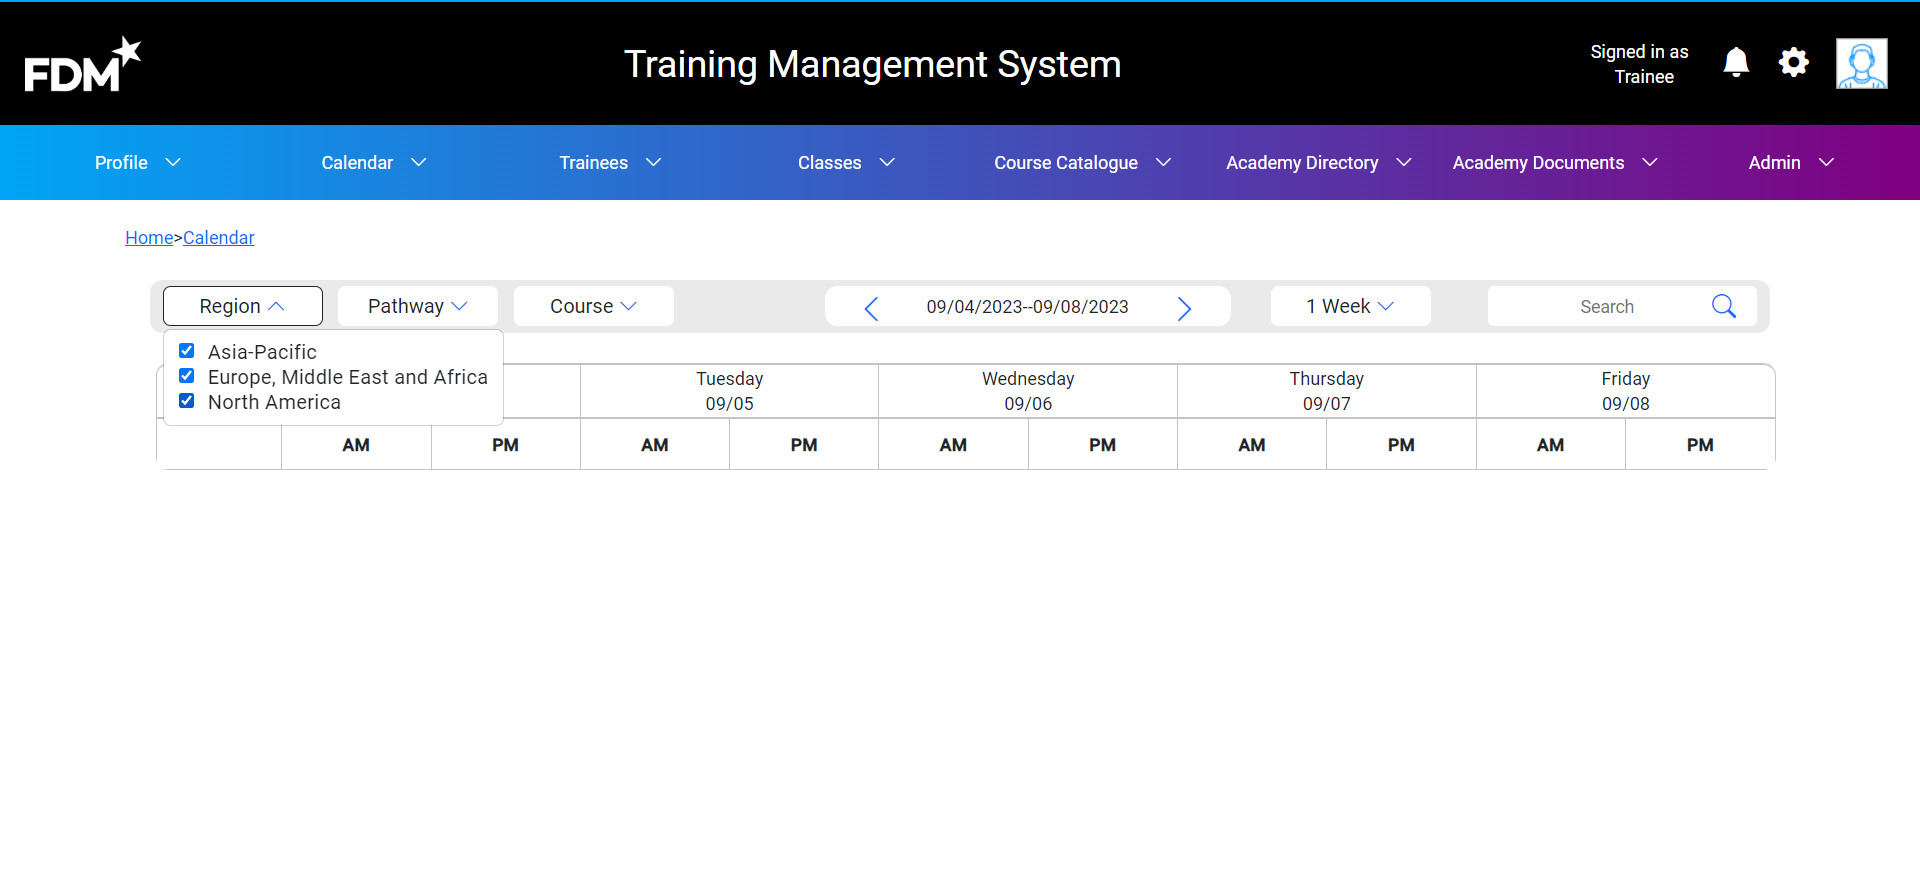 FDM
Training Management System
Signed in as
Trainee
Profile
Calendar
Trainees
Classes
Course Catalogue
Academy Directory
Academy Documents
Admin
Home>Calendar
Region
Pathway
Course
09/04/2023--09/08/2023
1 Week
Search
Asia-Pacific
Europe, Middle East and Africa
North America
Tuesday
09/05
Wednesday
09/06
Thursday
09/07
Friday
09/08
AM
PM
AM
PM
AM
PM
AM
PM
AM
PM